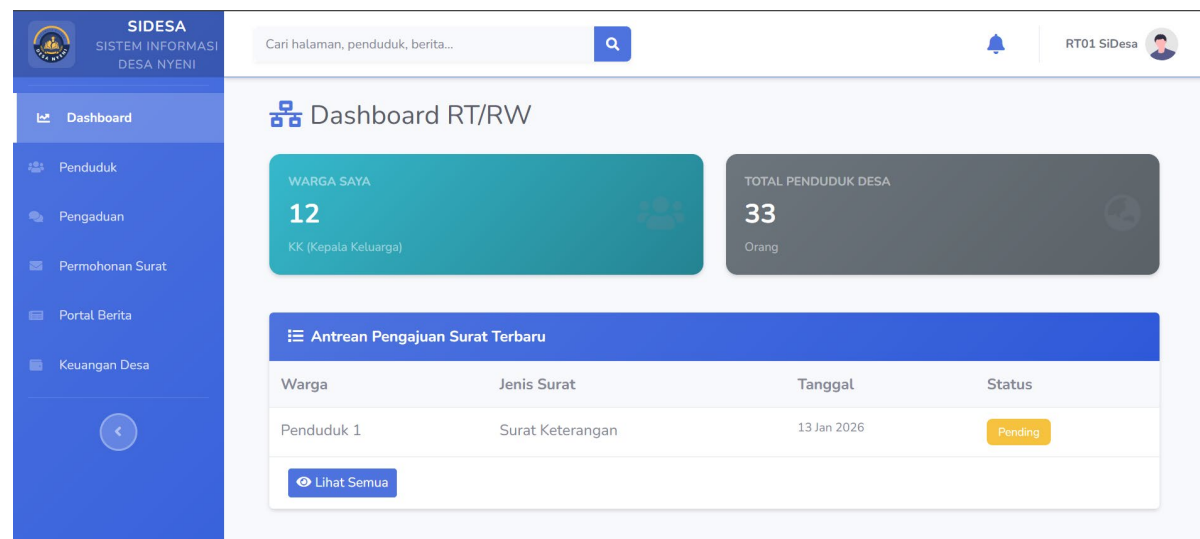 SIDESA
SISTEM INFORMASI
DESA NYENI
DESA NYENI
Cari halaman, penduduk, berita...
RT01 SiDesa
Dashboard
Penduduk
Pengaduan
Permohonan Surat
Portal Berita
Keuangan Desa
Dashboard RT/RW
WARGA SAYA
12
KK (Kepala Keluarga)
TOTAL PENDUDUK DESA
33
Orang
Antrean Pengajuan Surat Terbaru
Warga Jenis Surat Tanggal Status
Penduduk 1 Surat Keterangan 13 Jan 2026 Pending
Lihat Semua